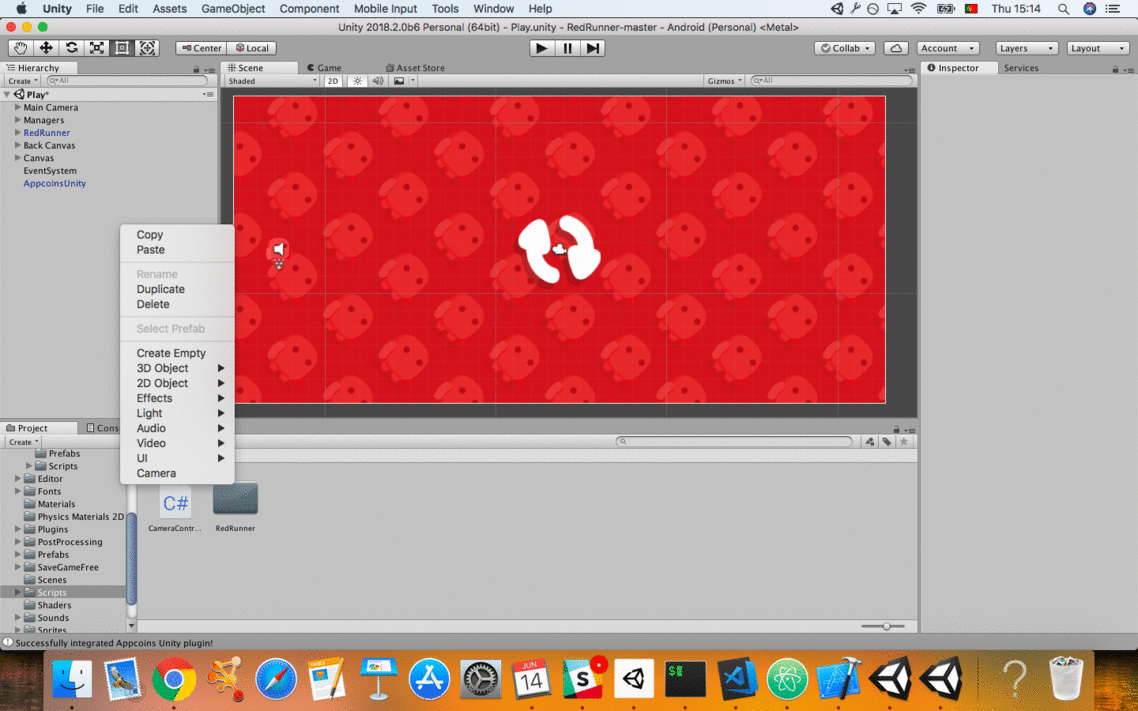 Unity File Edit Assets GameObject Component Mobile Input Tools Window Help Thu 15:14
Unity 2018.2.0b6 Personal (64bit) - Play.unity - RedRunner-master - Android (Personal) <Metal>
Center Local Collab Account Layers Layout
Hierarchy Scene Game Asset Store Inspector Services
Create All Shaded 2D Gizmos All
Play*
Main Camera
Managers
RedRunner
Back Canvas
Canvas
EventSystem
AppcoinsUnity
Copy
Paste
Rename
Duplicate
Delete
Select Prefab
Create Empty
3D Object
2D Object
Effects
Light
Audio
Video
UI
Camera
Project Cons
Create
Prefabs
Scripts
Editor
Fonts
Materials
Physics Materials 2D
Plugins
PostProcessing
Prefabs
SaveGameFree
Scenes
Scripts
Shaders
Sounds
Sprites
C#
CameraContr... RedRunner
Successfully integrated Appcoins Unity plugin!
JUN
14
S
$